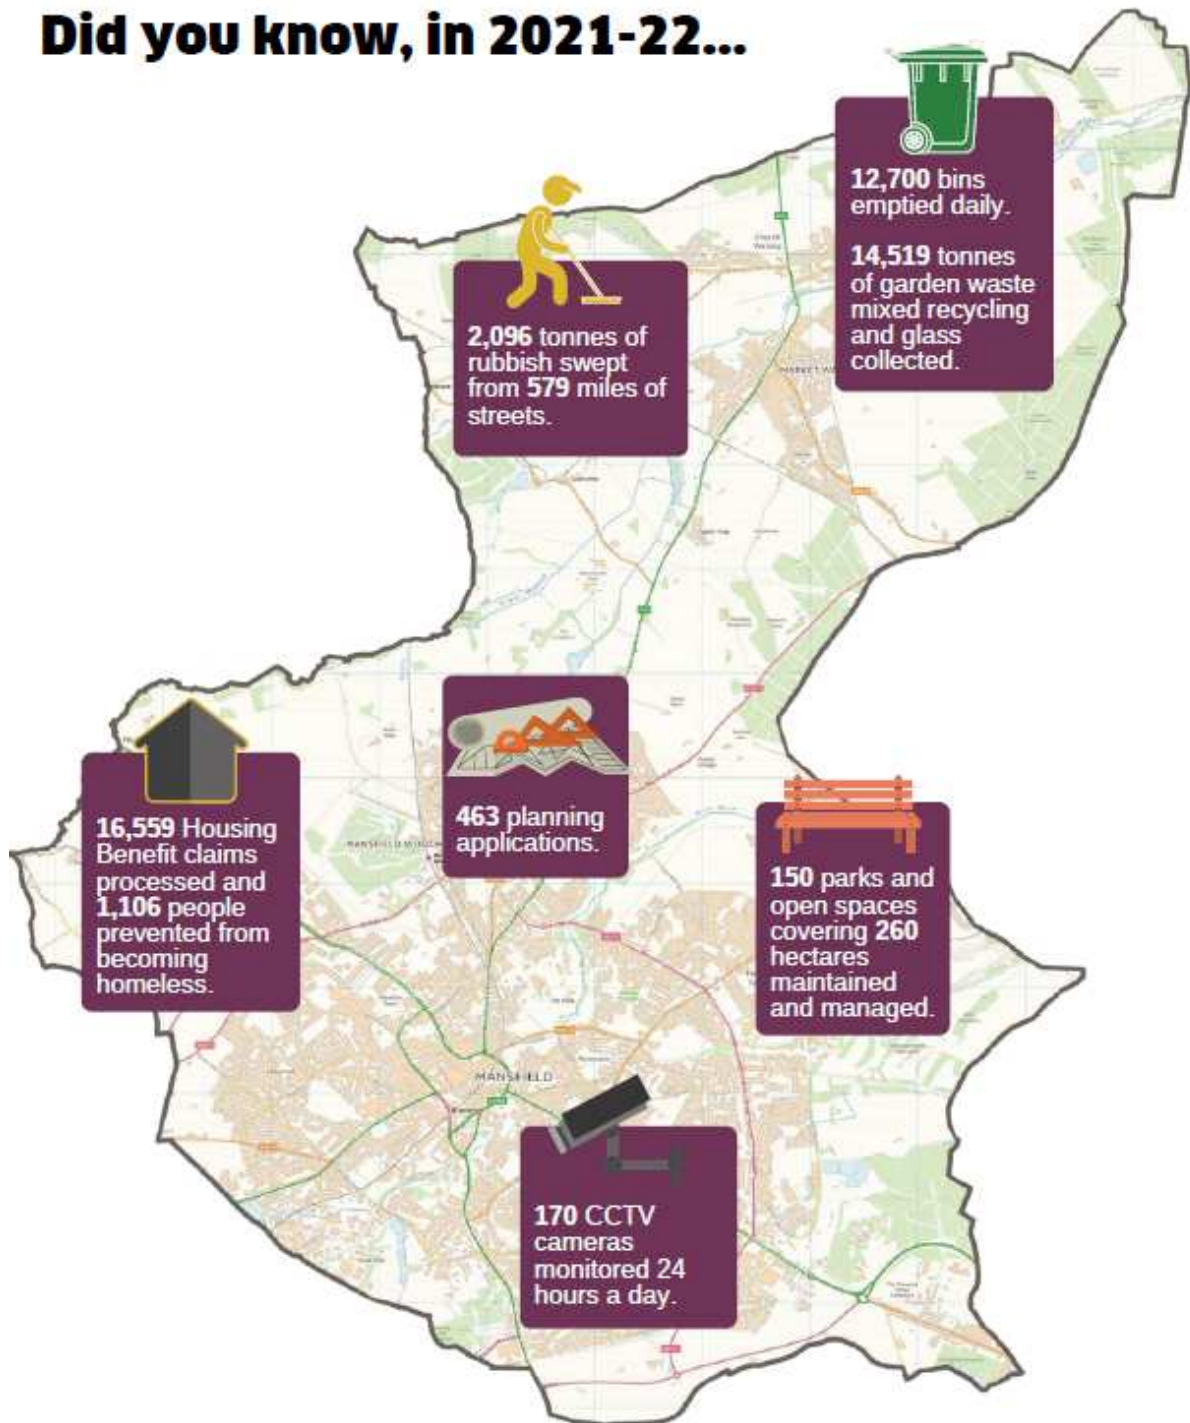 Did you know, in 2021-22...
12,700 bins
emptied daily.
14,519 tonnes
of garden waste
mixed recycling
and glass
collected.
2,096 tonnes of
rubbish swept
from 579 miles of
streets.
463 planning
applications.
16,559 Housing
Benefit claims
processed and
1,106 people
prevented from
becoming
homeless.
150 parks and
open spaces
covering 260
hectares
maintained
and managed.
MANSFIELD
170 CCTV
cameras
monitored 24
hours a day.